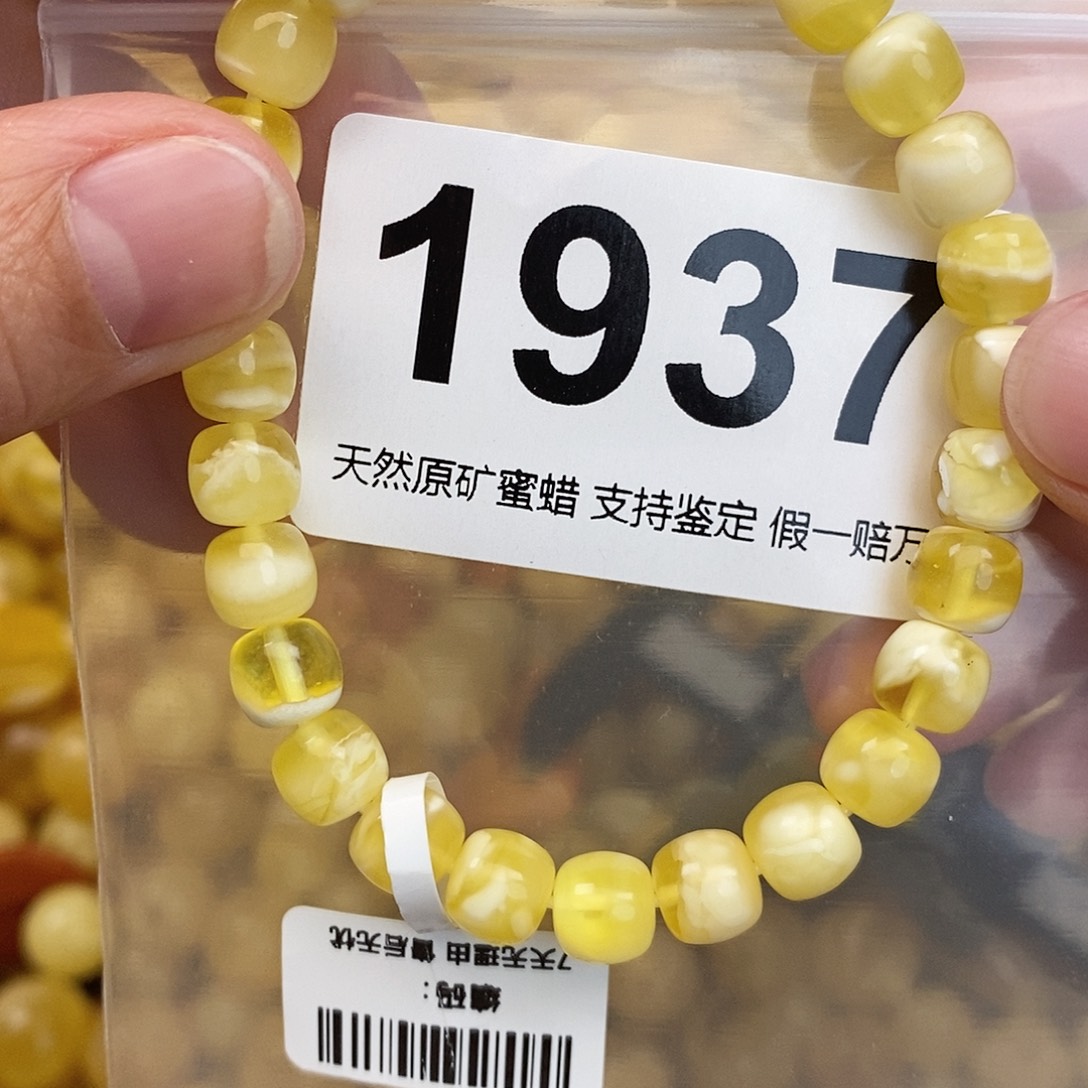 1937
天然原矿蜜蜡 支持鉴定 假一赔万
7天无理由 售后无忧
编码: